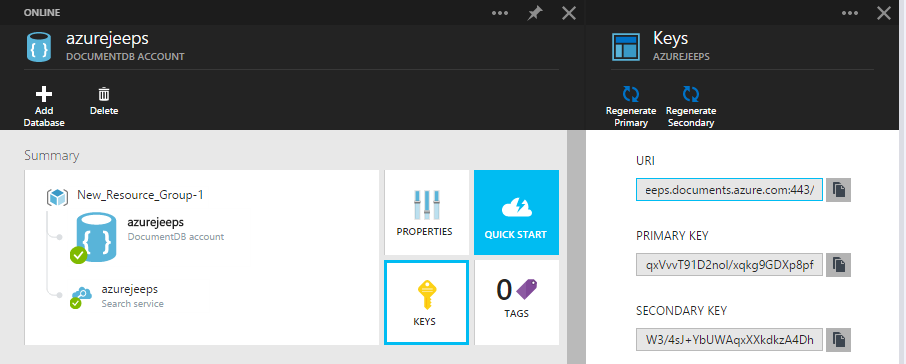 ONLINE
azurejeeps
DOCUMENTDB ACCOUNT
Add
Database
Delete
Summary
New_Resource_Group-1
azurejeeps
DocumentDB account
azurejeeps
Search service
PROPERTIES
QUICK START
KEYS
0
TAGS
Keys
AZUREJEEPS
Regenerate
Primary
Regenerate
Secondary
URI
eeps.documents.azure.com:443/
PRIMARY KEY
qxVvvT91D2nol/xqkg9GDXp8pf
SECONDARY KEY
W3/4sJ+YbUWAqxXXkdkzA4Dh